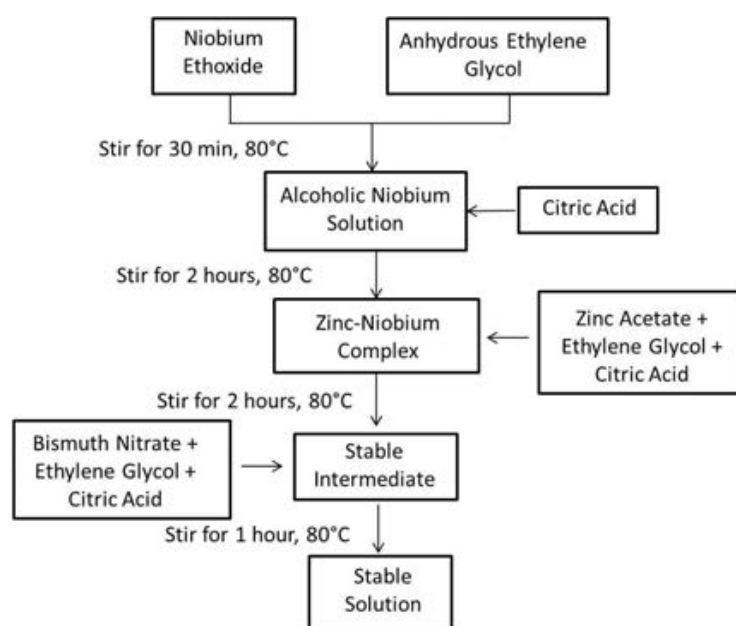 Niobium
Ethoxide
Anhydrous Ethylene
Glycol
Stir for 30 min, 80°C
Alcoholic Niobium
Solution
Citric Acid
Stir for 2 hours, 80°C
Zinc-Niobium
Complex
Zinc Acetate +
Ethylene Glycol +
Citric Acid
Stir for 2 hours, 80°C
Bismuth Nitrate +
Ethylene Glycol +
Citric Acid
Stable
Intermediate
Stir for 1 hour, 80°C
Stable
Solution